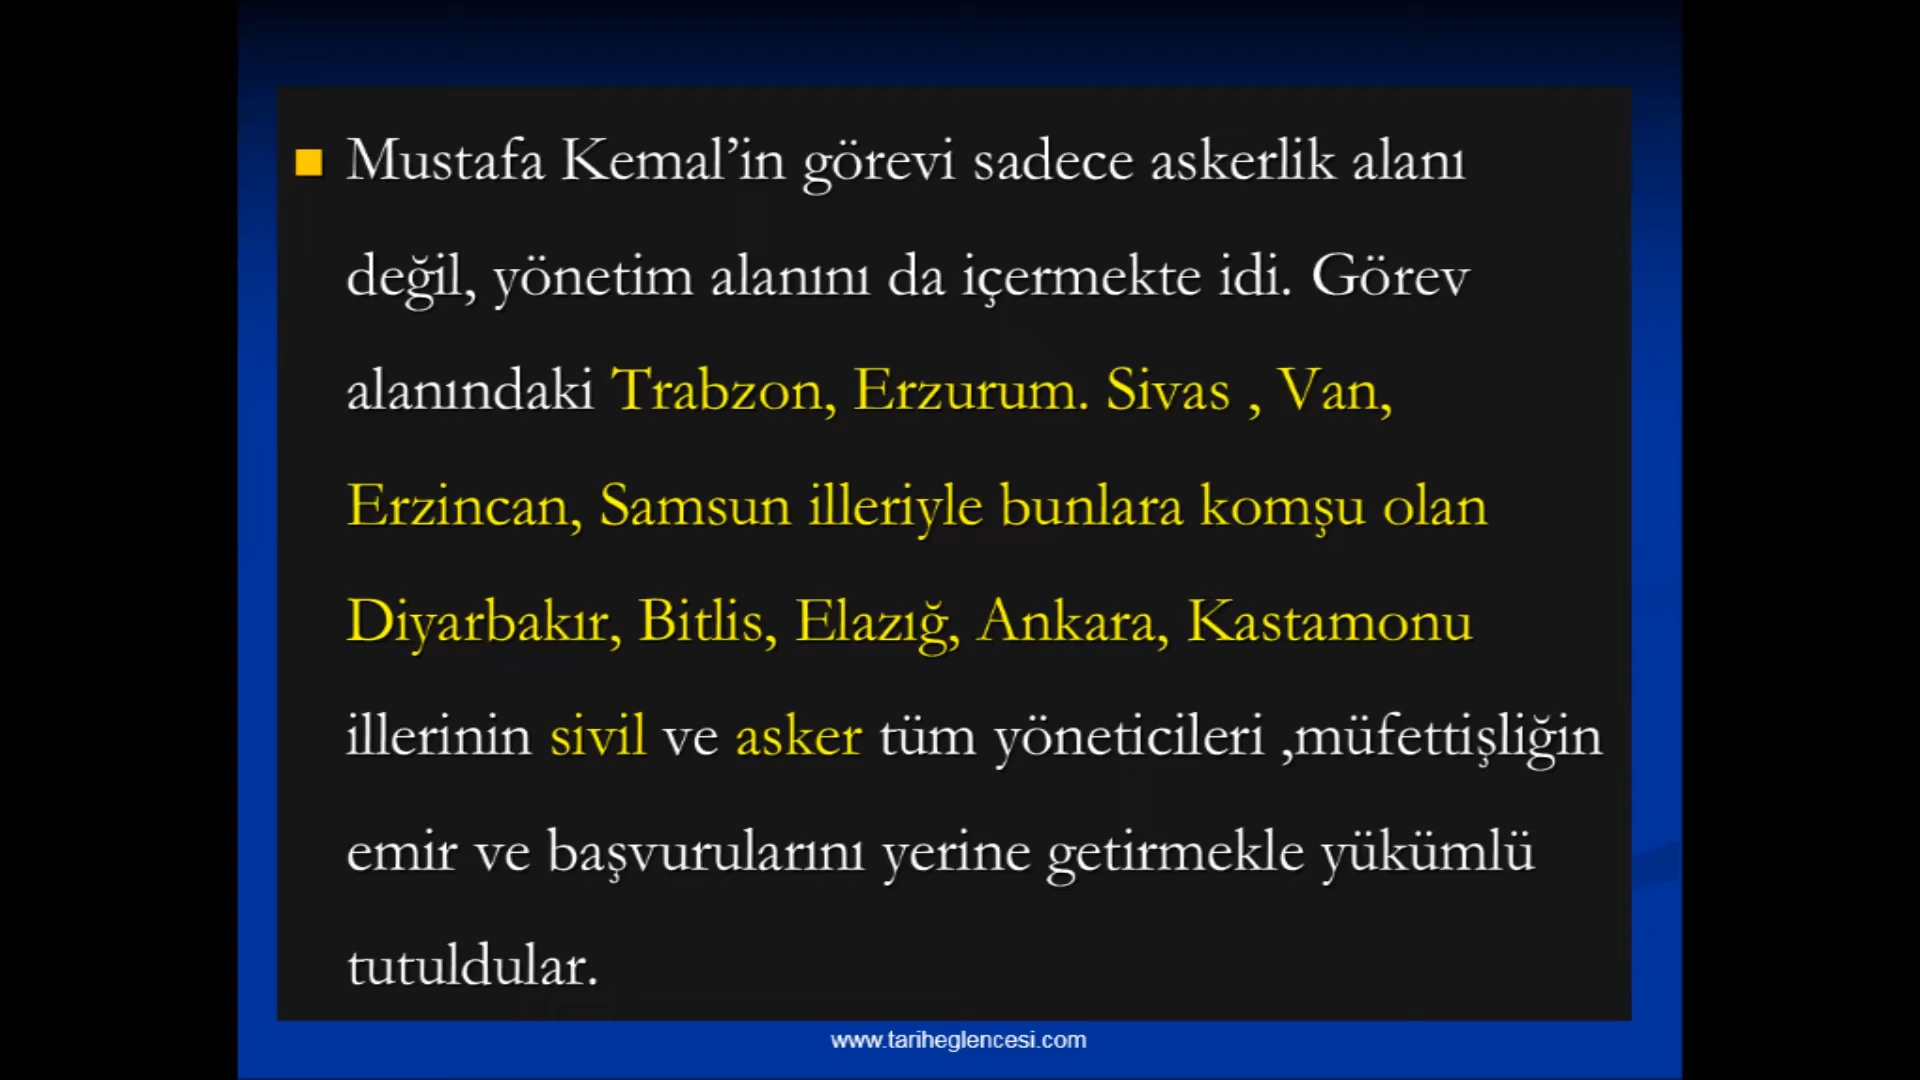 Mustafa Kemal’in görevi sadece askerlik alanı
değil, yönetim alanını da içermekte idi. Görev
alanındaki Trabzon, Erzurum. Sivas , Van,
Erzincan, Samsun illeriyle bunlara komşu olan
Diyarbakır, Bitlis, Elazığ, Ankara, Kastamonu
illerinin sivil ve asker tüm yöneticileri ,müfettişliğin
emir ve başvurularını yerine getirmekle yükümlü
tutuldular.
www.tariheglencesi.com